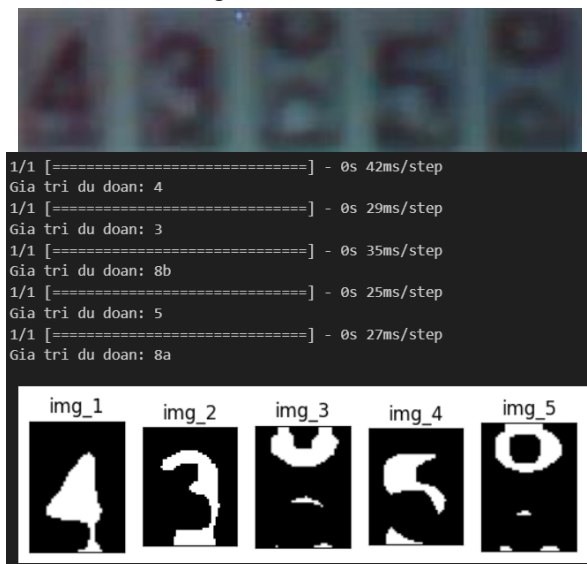 4 3 5
1/1 [==============================] - 0s 42ms/step
Gia tri du doan: 4
1/1 [==============================] - 0s 29ms/step
Gia tri du doan: 3
1/1 [==============================] - 0s 35ms/step
Gia tri du doan: 8b
1/1 [==============================] - 0s 25ms/step
Gia tri du doan: 5
1/1 [==============================] - 0s 27ms/step
Gia tri du doan: 8a
img_1 img_2 img_3 img_4 img_5
4 3 5